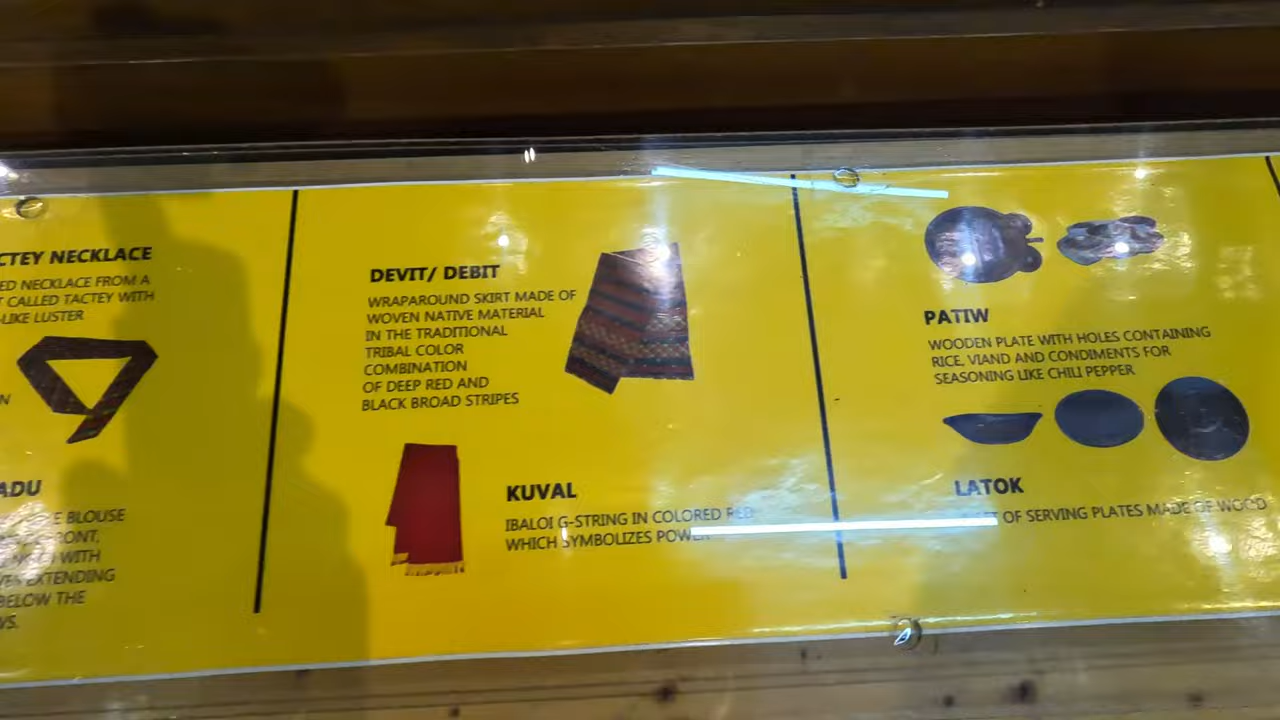 CTEY NECKLACE
ED NECKLACE FROM A
T CALLED TACTEY WITH
-LIKE LUSTER
N
ADU
E BLOUSE
FRONT,
WITH
EXTENDING
BELOW THE
WS.
DEVIT/ DEBIT
WRAPAROUND SKIRT MADE OF
WOVEN NATIVE MATERIAL
IN THE TRADITIONAL
TRIBAL COLOR
COMBINATION
OF DEEP RED AND
BLACK BROAD STRIPES
KUVAL
IBALOI G-STRING IN COLORED RED
WHICH SYMBOLIZES POWER
PATIW
WOODEN PLATE WITH HOLES CONTAINING
RICE, VIAND AND CONDIMENTS FOR
SEASONING LIKE CHILI PEPPER
LATOK
OF SERVING PLATES MADE OF WOOD